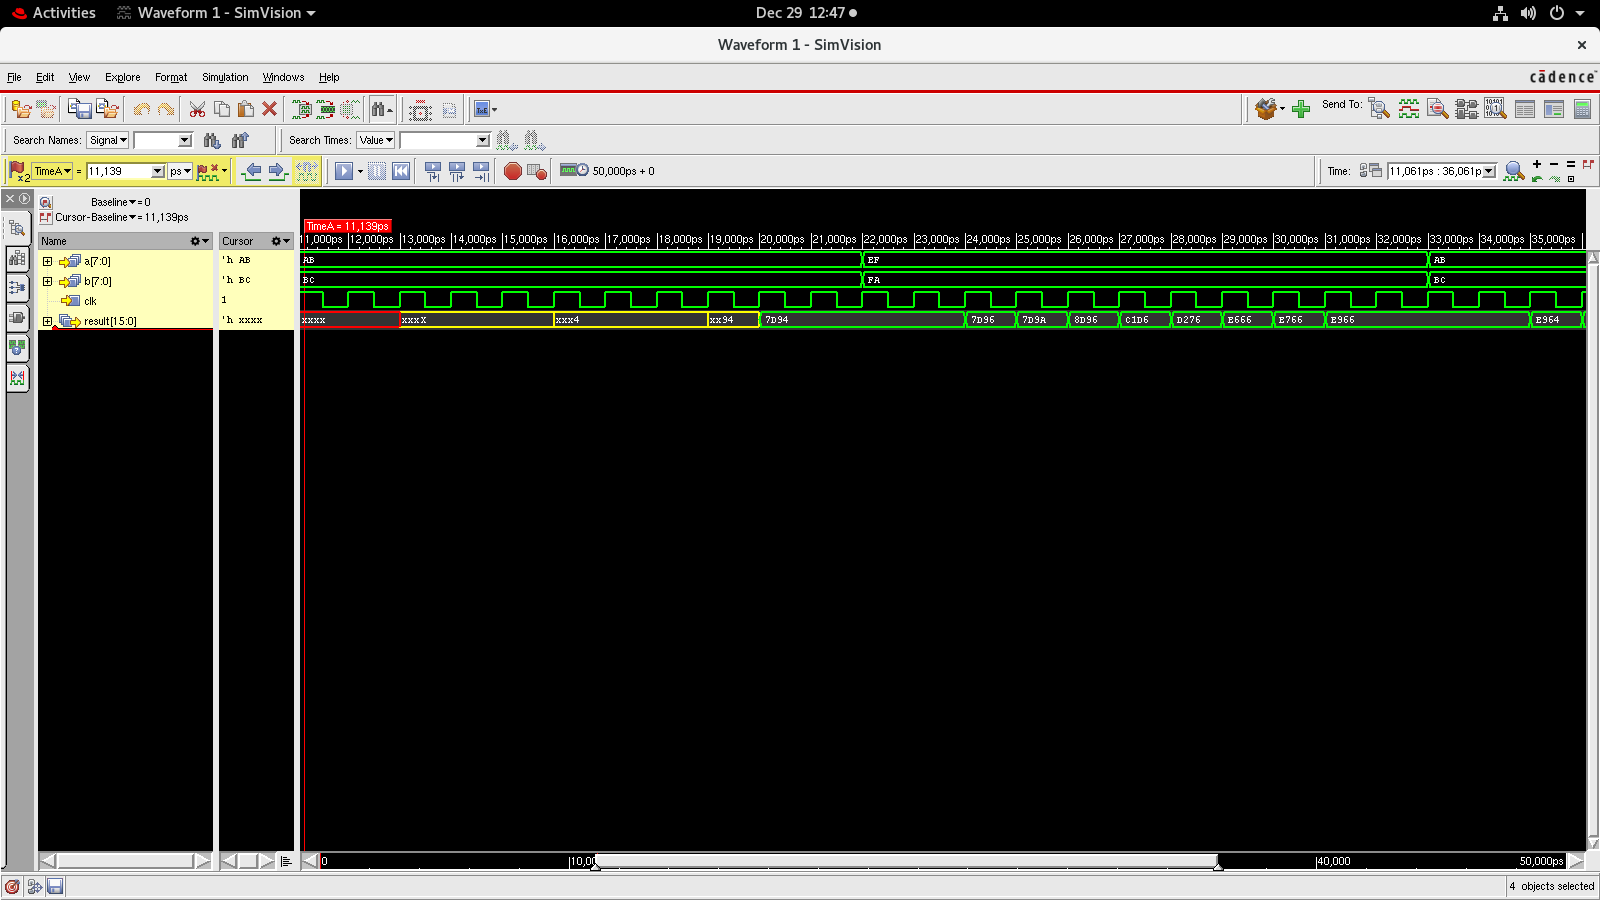 Activities Waveform 1 - SimVision Dec 29 12:47
Waveform 1 - SimVision
File Edit View Explore Format Simulation Windows Help cādence
Send To:
Search Names: Signal Search Times: Value
x2 TimeA = 11,139 ps 50,000ps + 0 Time: 11,061ps : 36,061p
Baseline = 0
Cursor-Baseline = 11,139ps
TimeA = 11,139ps
Name Cursor 11,000ps 12,000ps 13,000ps 14,000ps 15,000ps 16,000ps 17,000ps 18,000ps 19,000ps 20,000ps 21,000ps 22,000ps 23,000ps 24,000ps 25,000ps 26,000ps 27,000ps 28,000ps 29,000ps 30,000ps 31,000ps 32,000ps 33,000ps 34,000ps 35,000ps
a[7:0] 'h AB AB EF AB
b[7:0] 'h BC BC FA BC
clk 1
result[15:0] 'h xxxx xxxx xxxX xxx4 xx94 7D94 7D96 7D9A 8D96 C1D6 D276 E666 E766 E966 E964
0 10,00 40,000 50,000ps
4 objects selected